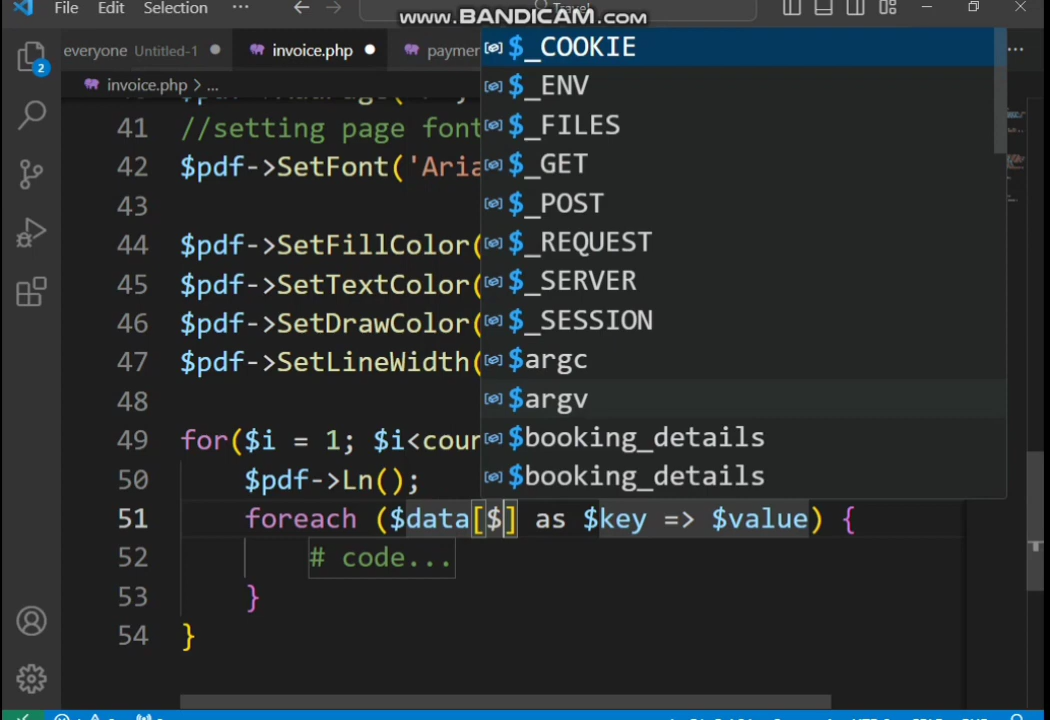 File Edit Selection ... Travel
www.BANDICAM.com
everyone Untitled-1 invoice.php paymen
2
invoice.php > ...
41 //setting page font
42 $pdf->SetFont('Aria
43
44 $pdf->SetFillColor(
45 $pdf->SetTextColor(
46 $pdf->SetDrawColor(
47 $pdf->SetLineWidth(
48
49 for($i = 1; $i<coun
50 $pdf->Ln();
51 foreach ($data[$] as $key => $value) {
52 # code...
53 }
54 }
$_COOKIE
$_ENV
$_FILES
$_GET
$_POST
$_REQUEST
$_SERVER
$_SESSION
$argc
$argv
$booking_details
$booking_details